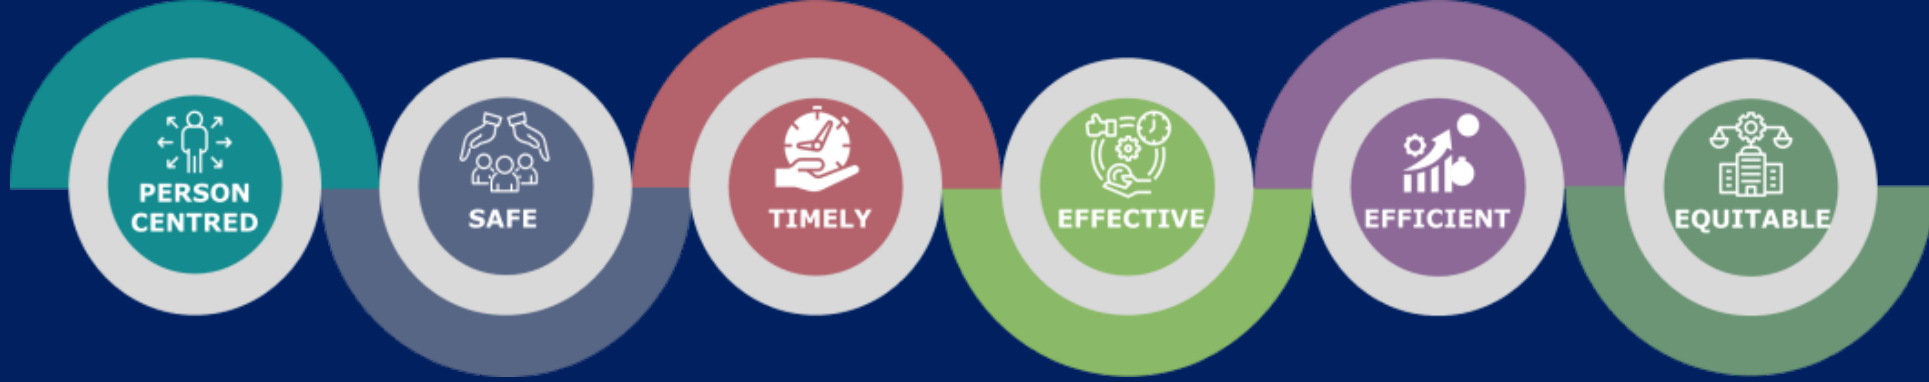 PERSON
CENTRED
SAFE
TIMELY
EFFECTIVE
EFFICIENT
EQUITABLE